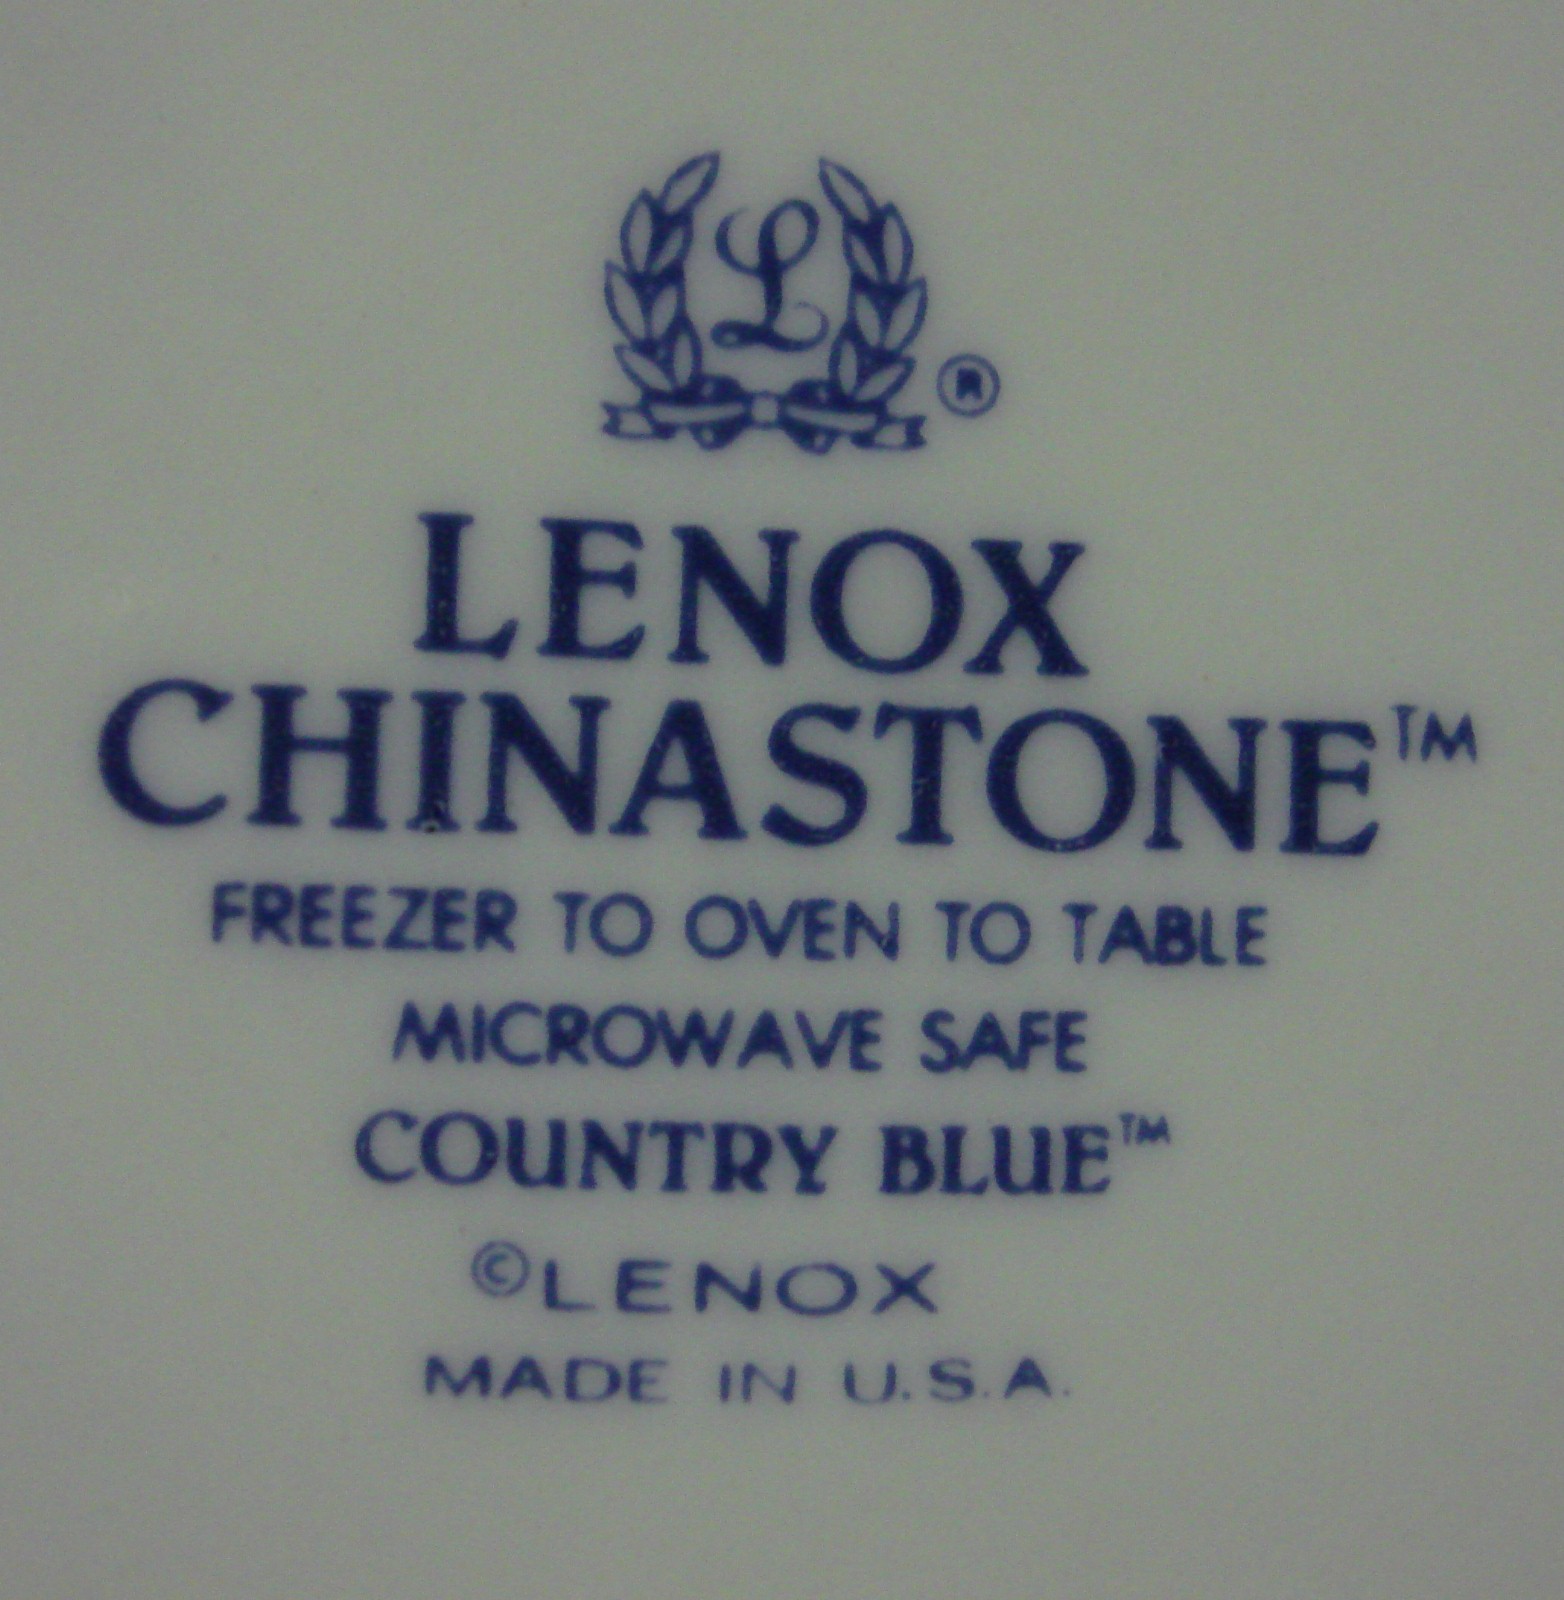 L ®
LENOX
CHINASTONE™
FREEZER TO OVEN TO TABLE
MICROWAVE SAFE
COUNTRY BLUE™
©LENOX
MADE IN U.S.A.